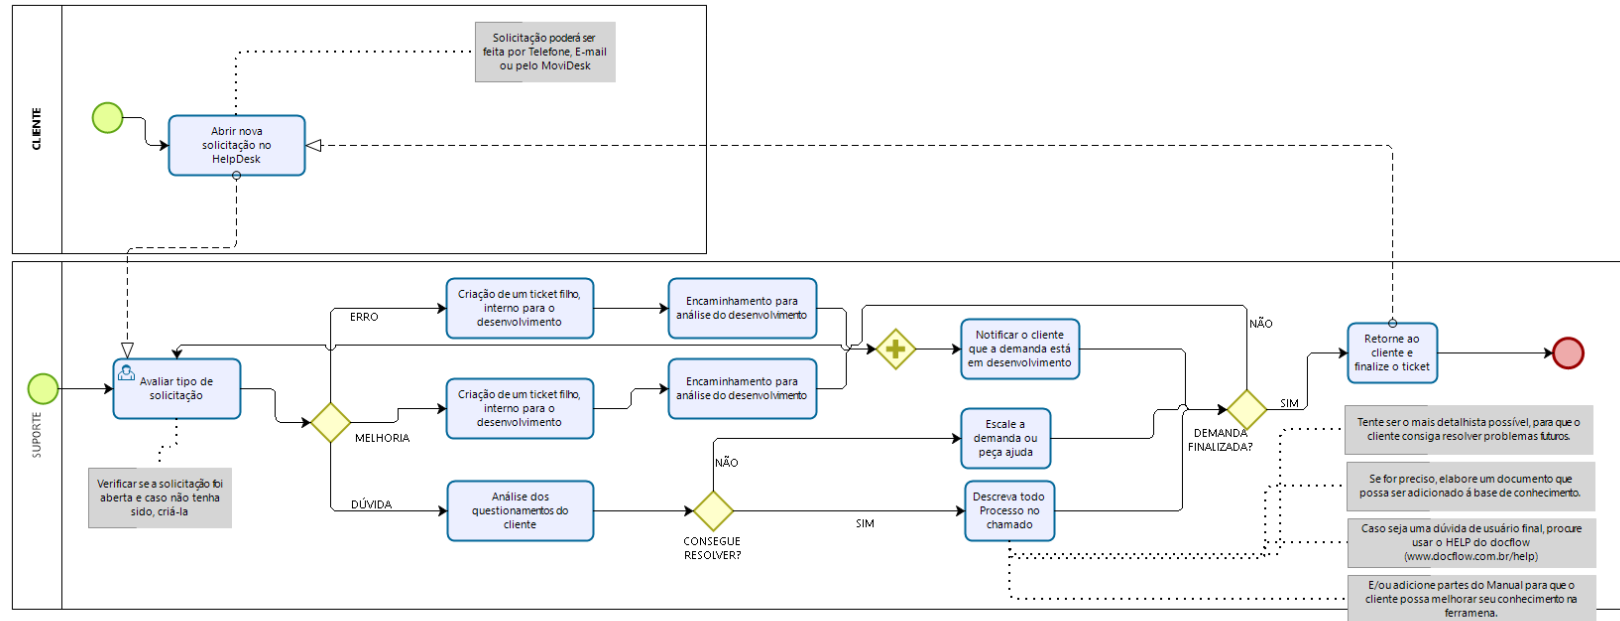 CLIENTE
Solicitação poderá ser
feita por Telefone, E-mail
ou pelo MoviDesk
Abrir nova
solicitação no
HelpDesk
SUPORTE
Avaliar tipo de
solicitação
Verificar se a solicitação foi
aberta e caso não tenha
sido, criá-la
ERRO
Criação de um ticket filho,
interno para o
desenvolvimento
Encaminhamento para
análise do desenvolvimento
MELHORIA
Criação de um ticket filho,
interno para o
desenvolvimento
Encaminhamento para
análise do desenvolvimento
Notificar o cliente
que a demanda está
em desenvolvimento
DÚVIDA
Análise dos
questionamentos do
cliente
CONSEGUE
RESOLVER?
NÃO
Escale a
demanda ou
peça ajuda
SIM
Descreva todo
Processo no
chamado
DEMANDA
FINALIZADA?
NÃO
SIM
Retorne ao
cliente e
finalize o ticket
Tente ser o mais detalhista possível, para que o
cliente consiga resolver problemas futuros.
Se for preciso, elabore um documento que
possa ser adicionado á base de conhecimento.
Caso seja uma dúvida de usuário final, procure
usar o HELP do docflow
(www.docflow.com.br/help)
E/ou adicione partes do Manual para que o
cliente possa melhorar seu conhecimento na
ferramena.